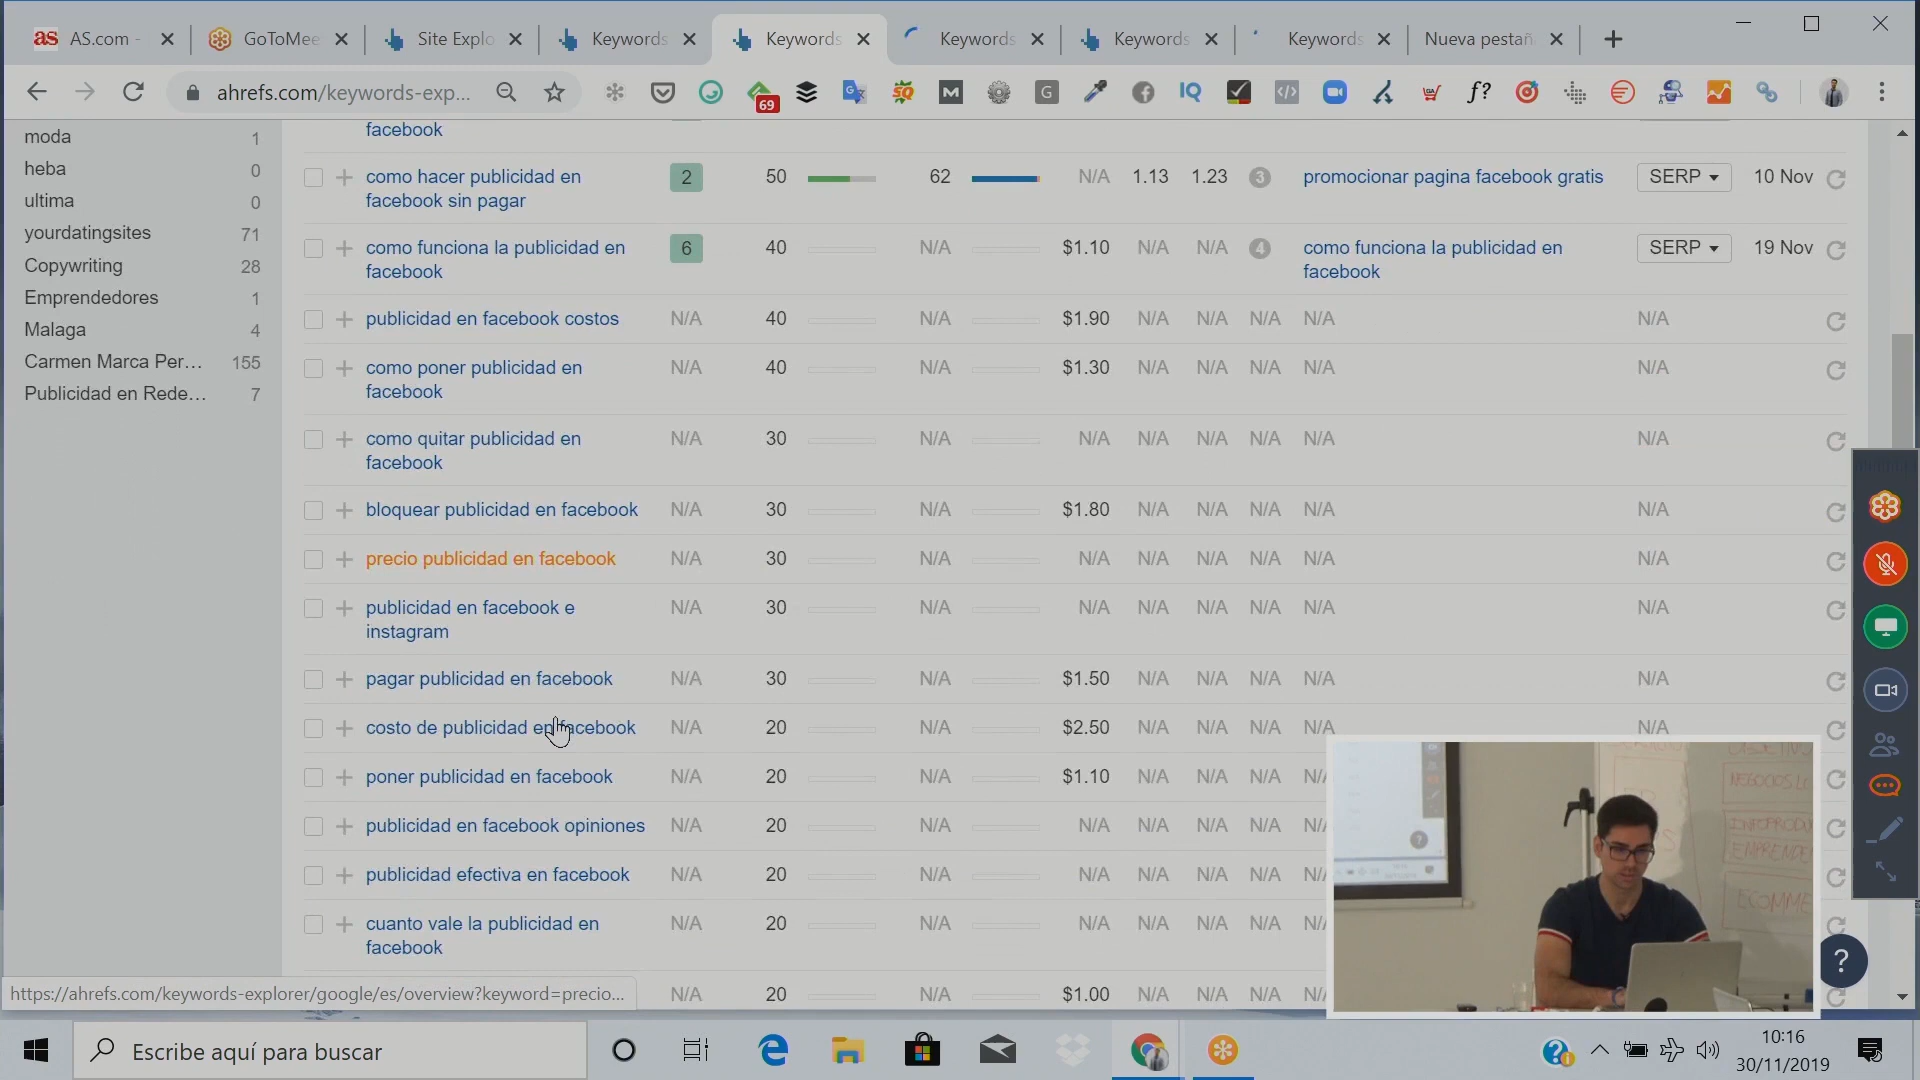 AS.com -
GoToMee
Site Explo
Keywords
Keywords
Keywords
Keywords
Keywords
Nueva pestañ
ahrefs.com/keywords-exp...
69
moda 1
heba 0
ultima 0
yourdatingsites 71
Copywriting 28
Emprendedores 1
Malaga 4
Carmen Marca Per... 155
Publicidad en Rede... 7
facebook
como hacer publicidad en
facebook sin pagar
2 50 62 N/A 1.13 1.23 3 promocionar pagina facebook gratis SERP 10 Nov
como funciona la publicidad en
facebook
6 40 N/A $1.10 N/A N/A 4 como funciona la publicidad en
facebook
SERP 19 Nov
publicidad en facebook costos N/A 40 N/A $1.90 N/A N/A N/A N/A
como poner publicidad en
facebook
N/A 40 N/A $1.30 N/A N/A N/A N/A
como quitar publicidad en
facebook
N/A 30 N/A N/A N/A N/A N/A N/A
bloquear publicidad en facebook N/A 30 N/A $1.80 N/A N/A N/A N/A
precio publicidad en facebook N/A 30 N/A N/A N/A N/A N/A N/A
publicidad en facebook e
instagram
N/A 30 N/A N/A N/A N/A N/A N/A
pagar publicidad en facebook N/A 30 N/A $1.50 N/A N/A N/A N/A
costo de publicidad en facebook N/A 20 N/A $2.50 N/A N/A N/A N/A
poner publicidad en facebook N/A 20 N/A $1.10 N/A N/A N/
publicidad en facebook opiniones N/A 20 N/A N/A N/A N/A N/
publicidad efectiva en facebook N/A 20 N/A N/A N/A N/A N/
cuanto vale la publicidad en
facebook
N/A 20 N/A N/A N/A N/A N/
N/A 20 N/A $1.00 N/A N/A N/
https://ahrefs.com/keywords-explorer/google/es/overview?keyword=precio...
NEGOCIOS LO
INFOPRODU
EMPRENDE
ECOMME
?
Escribe aquí para buscar
10:16
30/11/2019